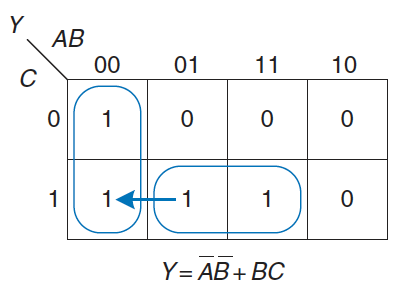 Y
AB
C
00 01 11 10
0 1 0 0 0
1 1 1 1 0
Y = A̅ B̅ + BC